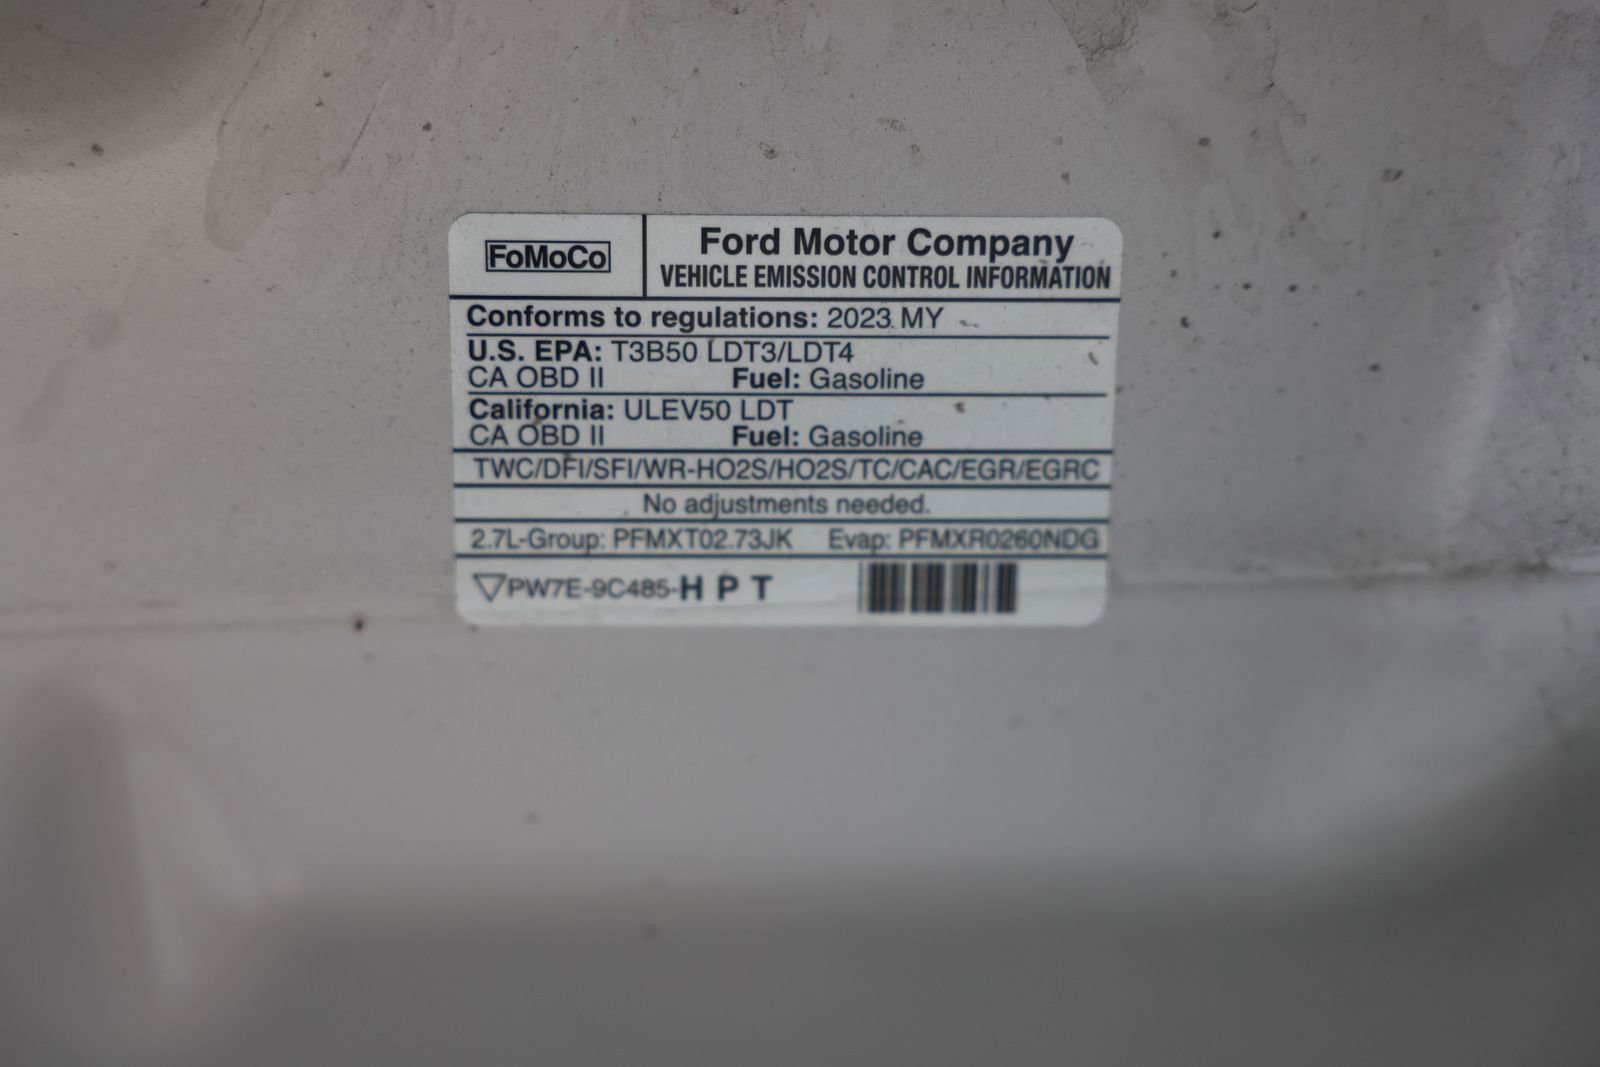 FoMoCo
Ford Motor Company
VEHICLE EMISSION CONTROL INFORMATION
Conforms to regulations: 2023 MY
U.S. EPA: T3B50 LDT3/LDT4
CA OBD II Fuel: Gasoline
California: ULEV50 LDT
CA OBD II Fuel: Gasoline
TWC/DFI/SFI/WR-HO2S/HO2S/TC/CAC/EGR/EGRC
No adjustments needed.
2.7L-Group: PFMXT02.73JK Evap: PFMXR0260NDG
PW7E-9C485-H P T